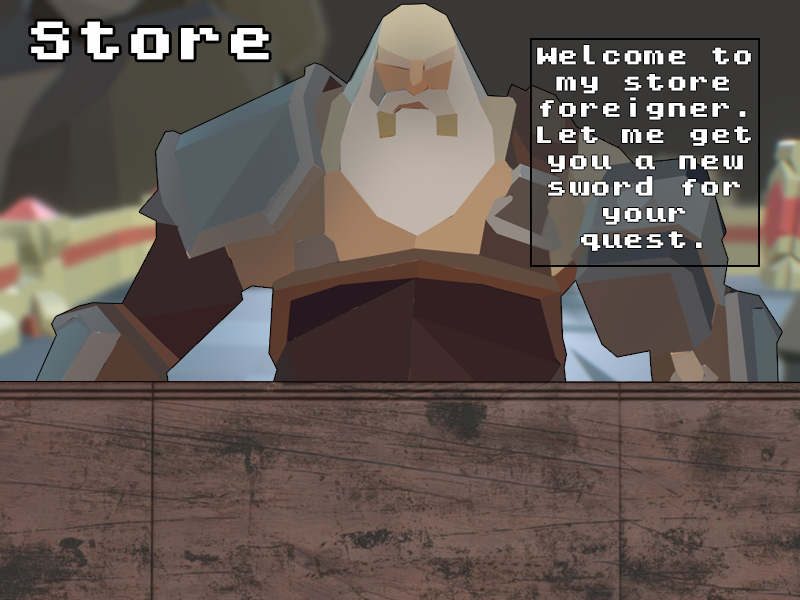 Store
Welcome to
my store
foreigner.
Let me get
you a new
sword for
your
quest.